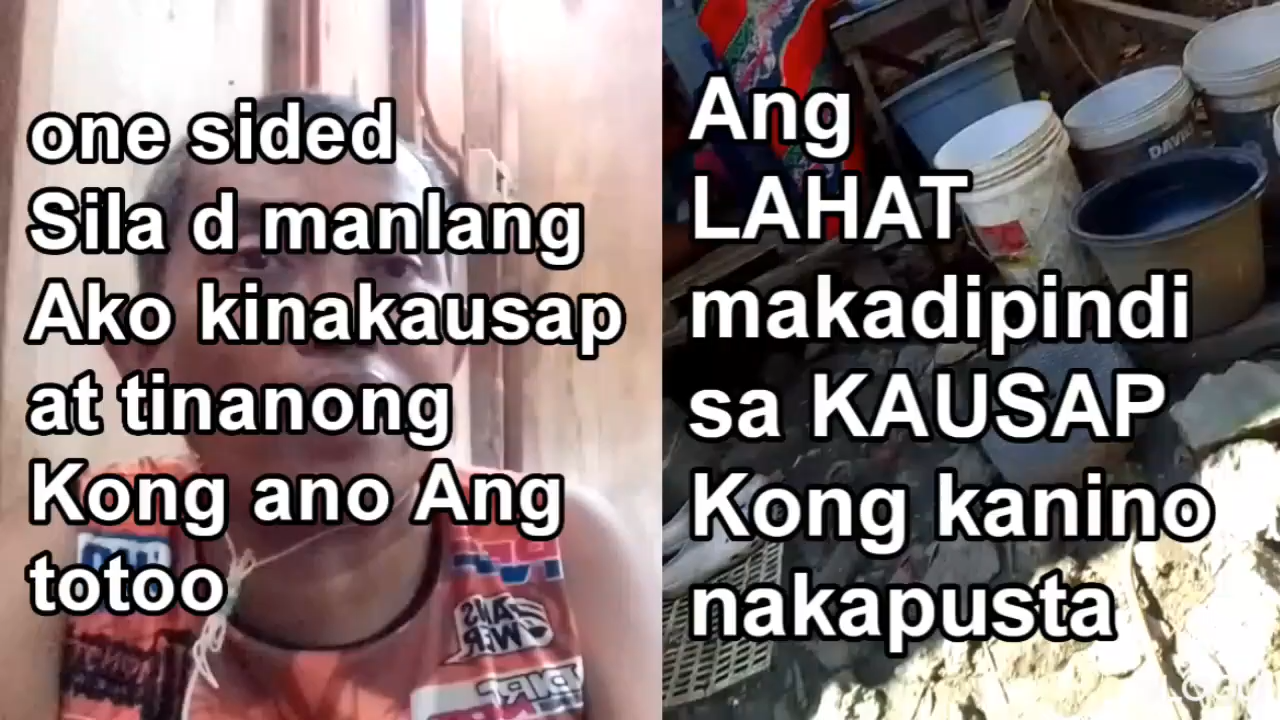 one sided
Sila d manlang
Ako kinakausap
at tinanong
Kong ano Ang
totoo
Ang
LAHAT
makadipindi
sa KAUSAP
Kong kanino
nakapusta